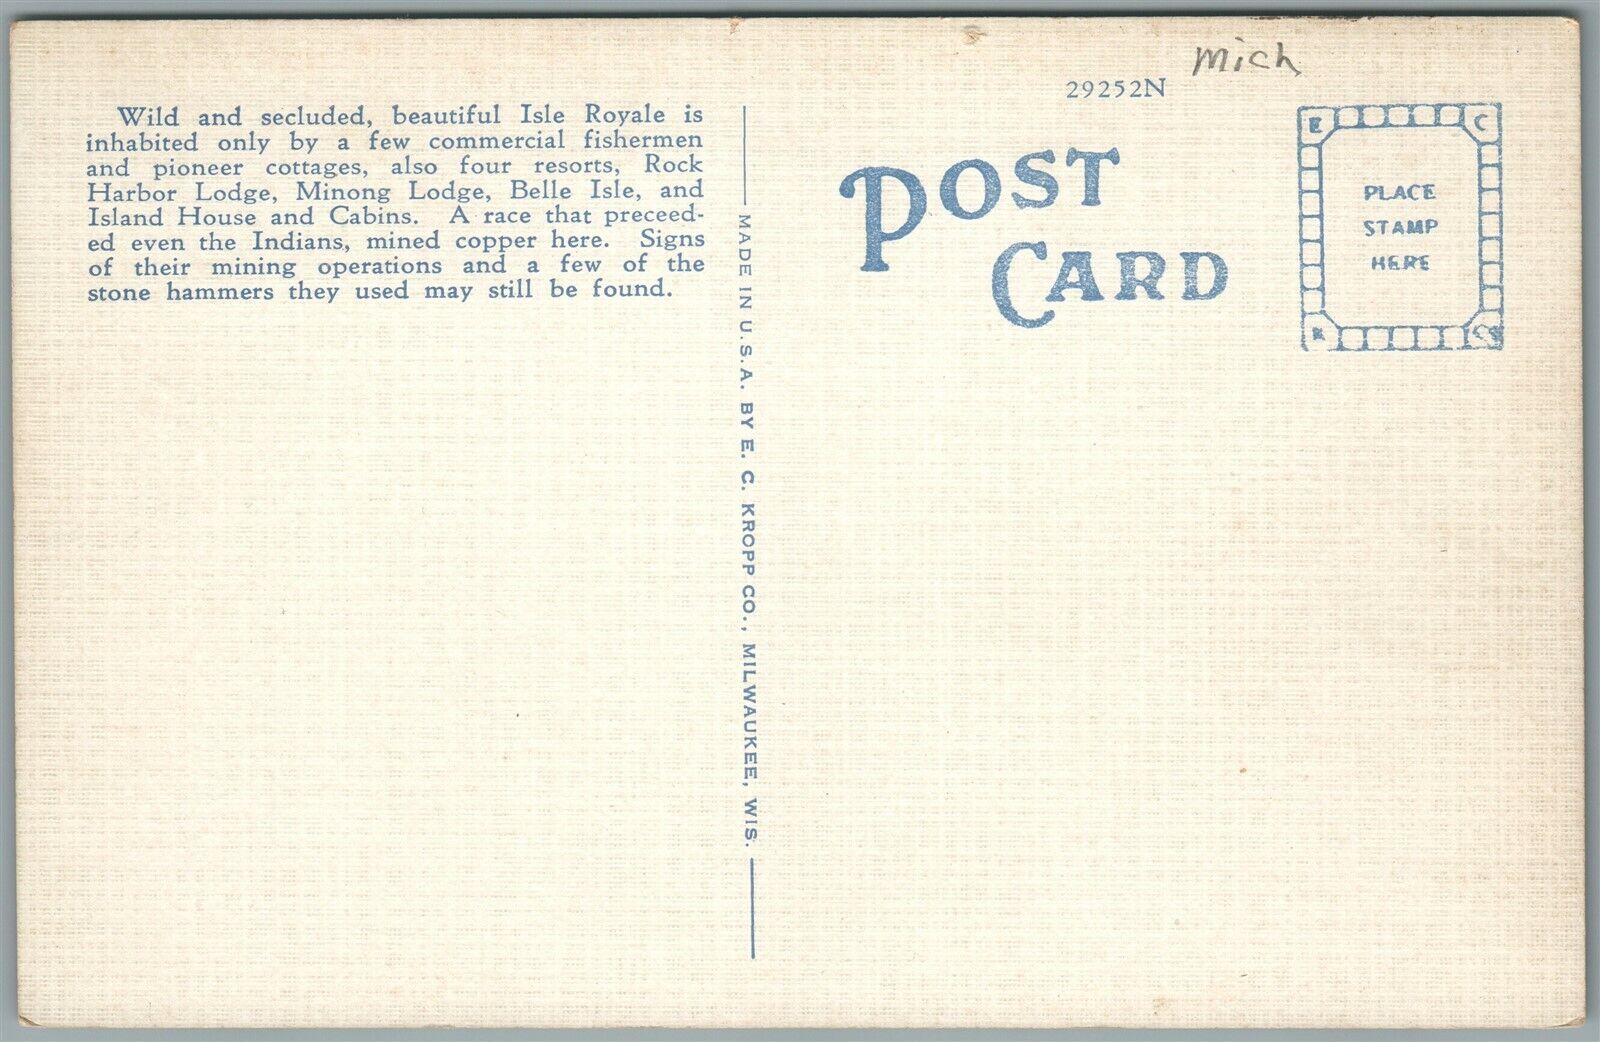 Mich
29252N
Wild and secluded, beautiful Isle Royale is
inhabited only by a few commercial fishermen
and pioneer cottages, also four resorts, Rock
Harbor Lodge, Minong Lodge, Belle Isle, and
Island House and Cabins. A race that preceed-
ed even the Indians, mined copper here. Signs
of their mining operations and a few of the
stone hammers they used may still be found.
MADE IN U.S.A. BY E. C. KROPP CO., MILWAUKEE, WIS.
POST
CARD
E C
PLACE
STAMP
HERE